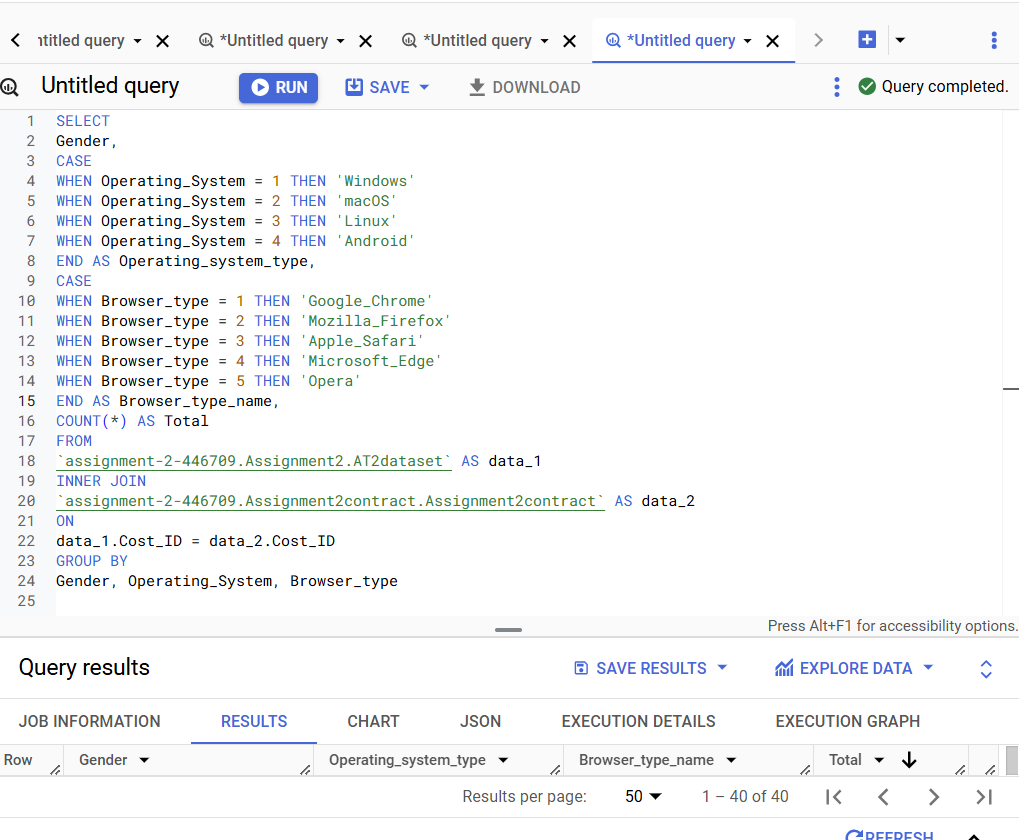 ntitled query
*Untitled query
*Untitled query
*Untitled query
Untitled query
RUN
SAVE
DOWNLOAD
Query completed.
1 SELECT
2 Gender,
3 CASE
4 WHEN Operating_System = 1 THEN 'Windows'
5 WHEN Operating_System = 2 THEN 'macOS'
6 WHEN Operating_System = 3 THEN 'Linux'
7 WHEN Operating_System = 4 THEN 'Android'
8 END AS Operating_system_type,
9 CASE
10 WHEN Browser_type = 1 THEN 'Google_Chrome'
11 WHEN Browser_type = 2 THEN 'Mozilla_Firefox'
12 WHEN Browser_type = 3 THEN 'Apple_Safari'
13 WHEN Browser_type = 4 THEN 'Microsoft_Edge'
14 WHEN Browser_type = 5 THEN 'Opera'
15 END AS Browser_type_name,
16 COUNT(*) AS Total
17 FROM
18 `assignment-2-446709.Assignment2.AT2dataset` AS data_1
19 INNER JOIN
20 `assignment-2-446709.Assignment2contract.Assignment2contract` AS data_2
21 ON
22 data_1.Cost_ID = data_2.Cost_ID
23 GROUP BY
24 Gender, Operating_System, Browser_type
25
Press Alt+F1 for accessibility options.
Query results
SAVE RESULTS
EXPLORE DATA
JOB INFORMATION
RESULTS
CHART
JSON
EXECUTION DETAILS
EXECUTION GRAPH
Row
Gender
Operating_system_type
Browser_type_name
Total
Results per page:
50
1 – 40 of 40
REFRESH